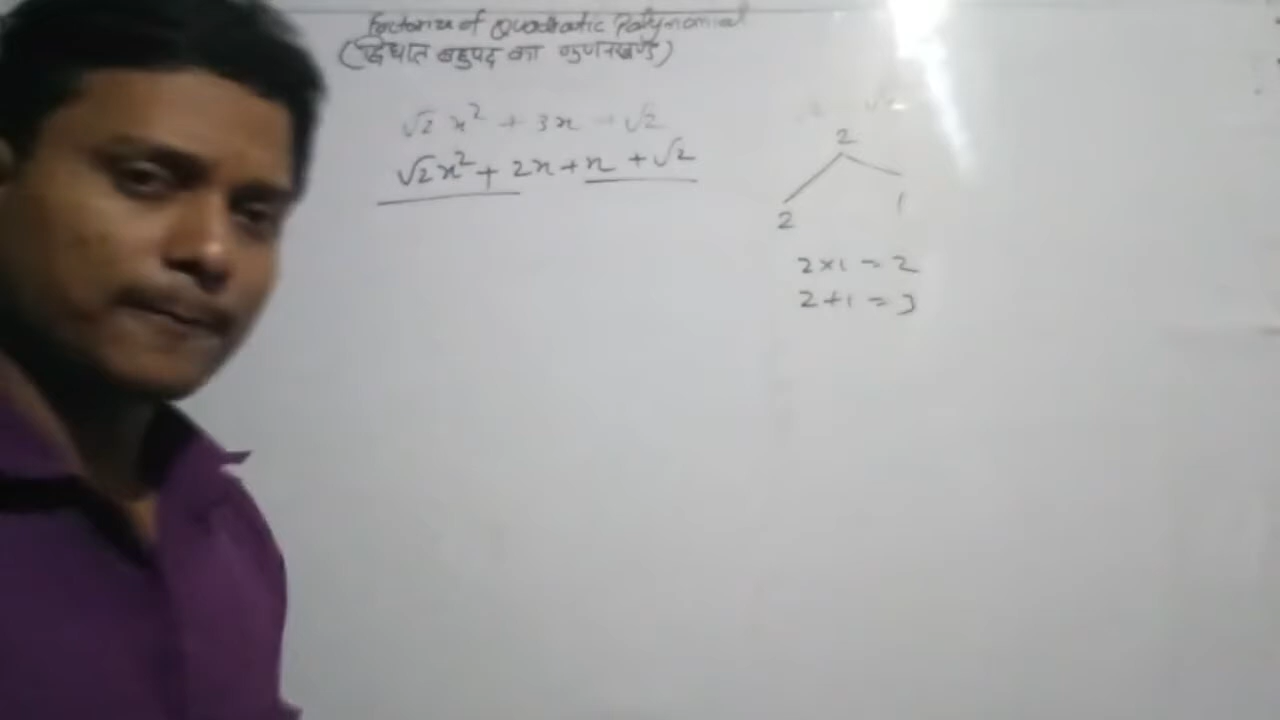 Factorize of Quadratic Polynomial
(द्विघात बहुपद का गुणनखण्ड)
√2 x² + 3x + √2
√2x² + 2x + x + √2
2
2 1
2×1 = 2
2+1 = 3